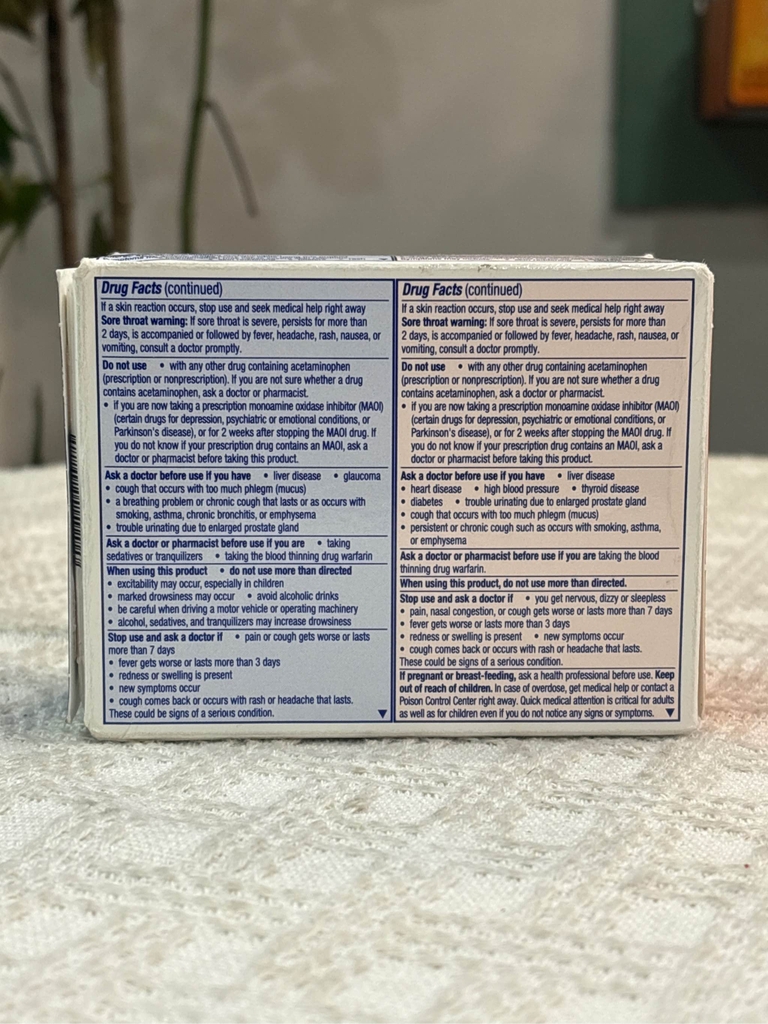 Drug Facts (continued)
If a skin reaction occurs, stop use and seek medical help right away
Sore throat warning: If sore throat is severe, persists for more than
2 days, is accompanied or followed by fever, headache, rash, nausea, or
vomiting, consult a doctor promptly.
Do not use • with any other drug containing acetaminophen
(prescription or nonprescription). If you are not sure whether a drug
contains acetaminophen, ask a doctor or pharmacist.
• if you are now taking a prescription monoamine oxidase inhibitor (MAOI)
(certain drugs for depression, psychiatric or emotional conditions, or
Parkinson's disease), or for 2 weeks after stopping the MAOI drug. If
you do not know if your prescription drug contains an MAOI, ask a
doctor or pharmacist before taking this product.
Ask a doctor before use if you have • liver disease • glaucoma
• cough that occurs with too much phlegm (mucus)
• a breathing problem or chronic cough that lasts or as occurs with
smoking, asthma, chronic bronchitis, or emphysema
• trouble urinating due to enlarged prostate gland
Ask a doctor or pharmacist before use if you are • taking
sedatives or tranquilizers • taking the blood thinning drug warfarin
When using this product • do not use more than directed
• excitability may occur, especially in children
• marked drowsiness may occur • avoid alcoholic drinks
• be careful when driving a motor vehicle or operating machinery
• alcohol, sedatives, and tranquilizers may increase drowsiness
Stop use and ask a doctor if • pain or cough gets worse or lasts
more than 7 days
• fever gets worse or lasts more than 3 days
• redness or swelling is present
• new symptoms occur
• cough comes back or occurs with rash or headache that lasts.
These could be signs of a serious condition. ▼
Drug Facts (continued)
If a skin reaction occurs, stop use and seek medical help right away
Sore throat warning: If sore throat is severe, persists for more than
2 days, is accompanied or followed by fever, headache, rash, nausea, or
vomiting, consult a doctor promptly.
Do not use • with any other drug containing acetaminophen
(prescription or nonprescription). If you are not sure whether a drug
contains acetaminophen, ask a doctor or pharmacist.
• if you are now taking a prescription monoamine oxidase inhibitor (MAOI)
(certain drugs for depression, psychiatric or emotional conditions, or
Parkinson's disease), or for 2 weeks after stopping the MAOI drug. If
you do not know if your prescription drug contains an MAOI, ask a
doctor or pharmacist before taking this product.
Ask a doctor before use if you have • liver disease
• heart disease • high blood pressure • thyroid disease
• diabetes • trouble urinating due to enlarged prostate gland
• cough that occurs with too much phlegm (mucus)
• persistent or chronic cough such as occurs with smoking, asthma,
or emphysema
Ask a doctor or pharmacist before use if you are taking the blood
thinning drug warfarin.
When using this product, do not use more than directed.
Stop use and ask a doctor if • you get nervous, dizzy or sleepless
• pain, nasal congestion, or cough gets worse or lasts more than 7 days
• fever gets worse or lasts more than 3 days
• redness or swelling is present • new symptoms occur
• cough comes back or occurs with rash or headache that lasts.
These could be signs of a serious condition.
If pregnant or breast-feeding, ask a health professional before use. Keep
out of reach of children. In case of overdose, get medical help or contact a
Poison Control Center right away. Quick medical attention is critical for adults
as well as for children even if you do not notice any signs or symptoms. ▼